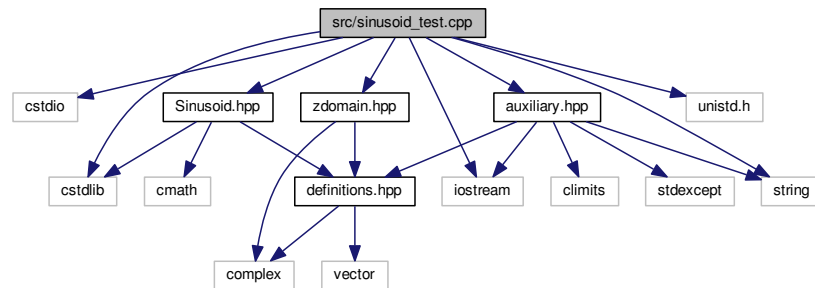 src/sinusoid_test.cpp
cstdio
Sinusoid.hpp
zdomain.hpp
auxiliary.hpp
unistd.h
cstdlib
cmath
definitions.hpp
iostream
climits
stdexcept
string
complex
vector